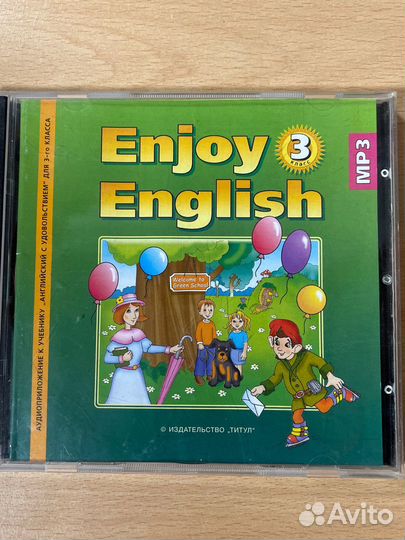 АУДИОПРИЛОЖЕНИЕ К УЧЕБНИКУ „АНГЛИЙСКИЙ С УДОВОЛЬСТВИЕМ" ДЛЯ 3-го КЛАССА
Enjoy
3
класс
English
MP3
Welcome to
Green School
© ИЗДАТЕЛЬСТВО „ТИТУЛ"
Avito